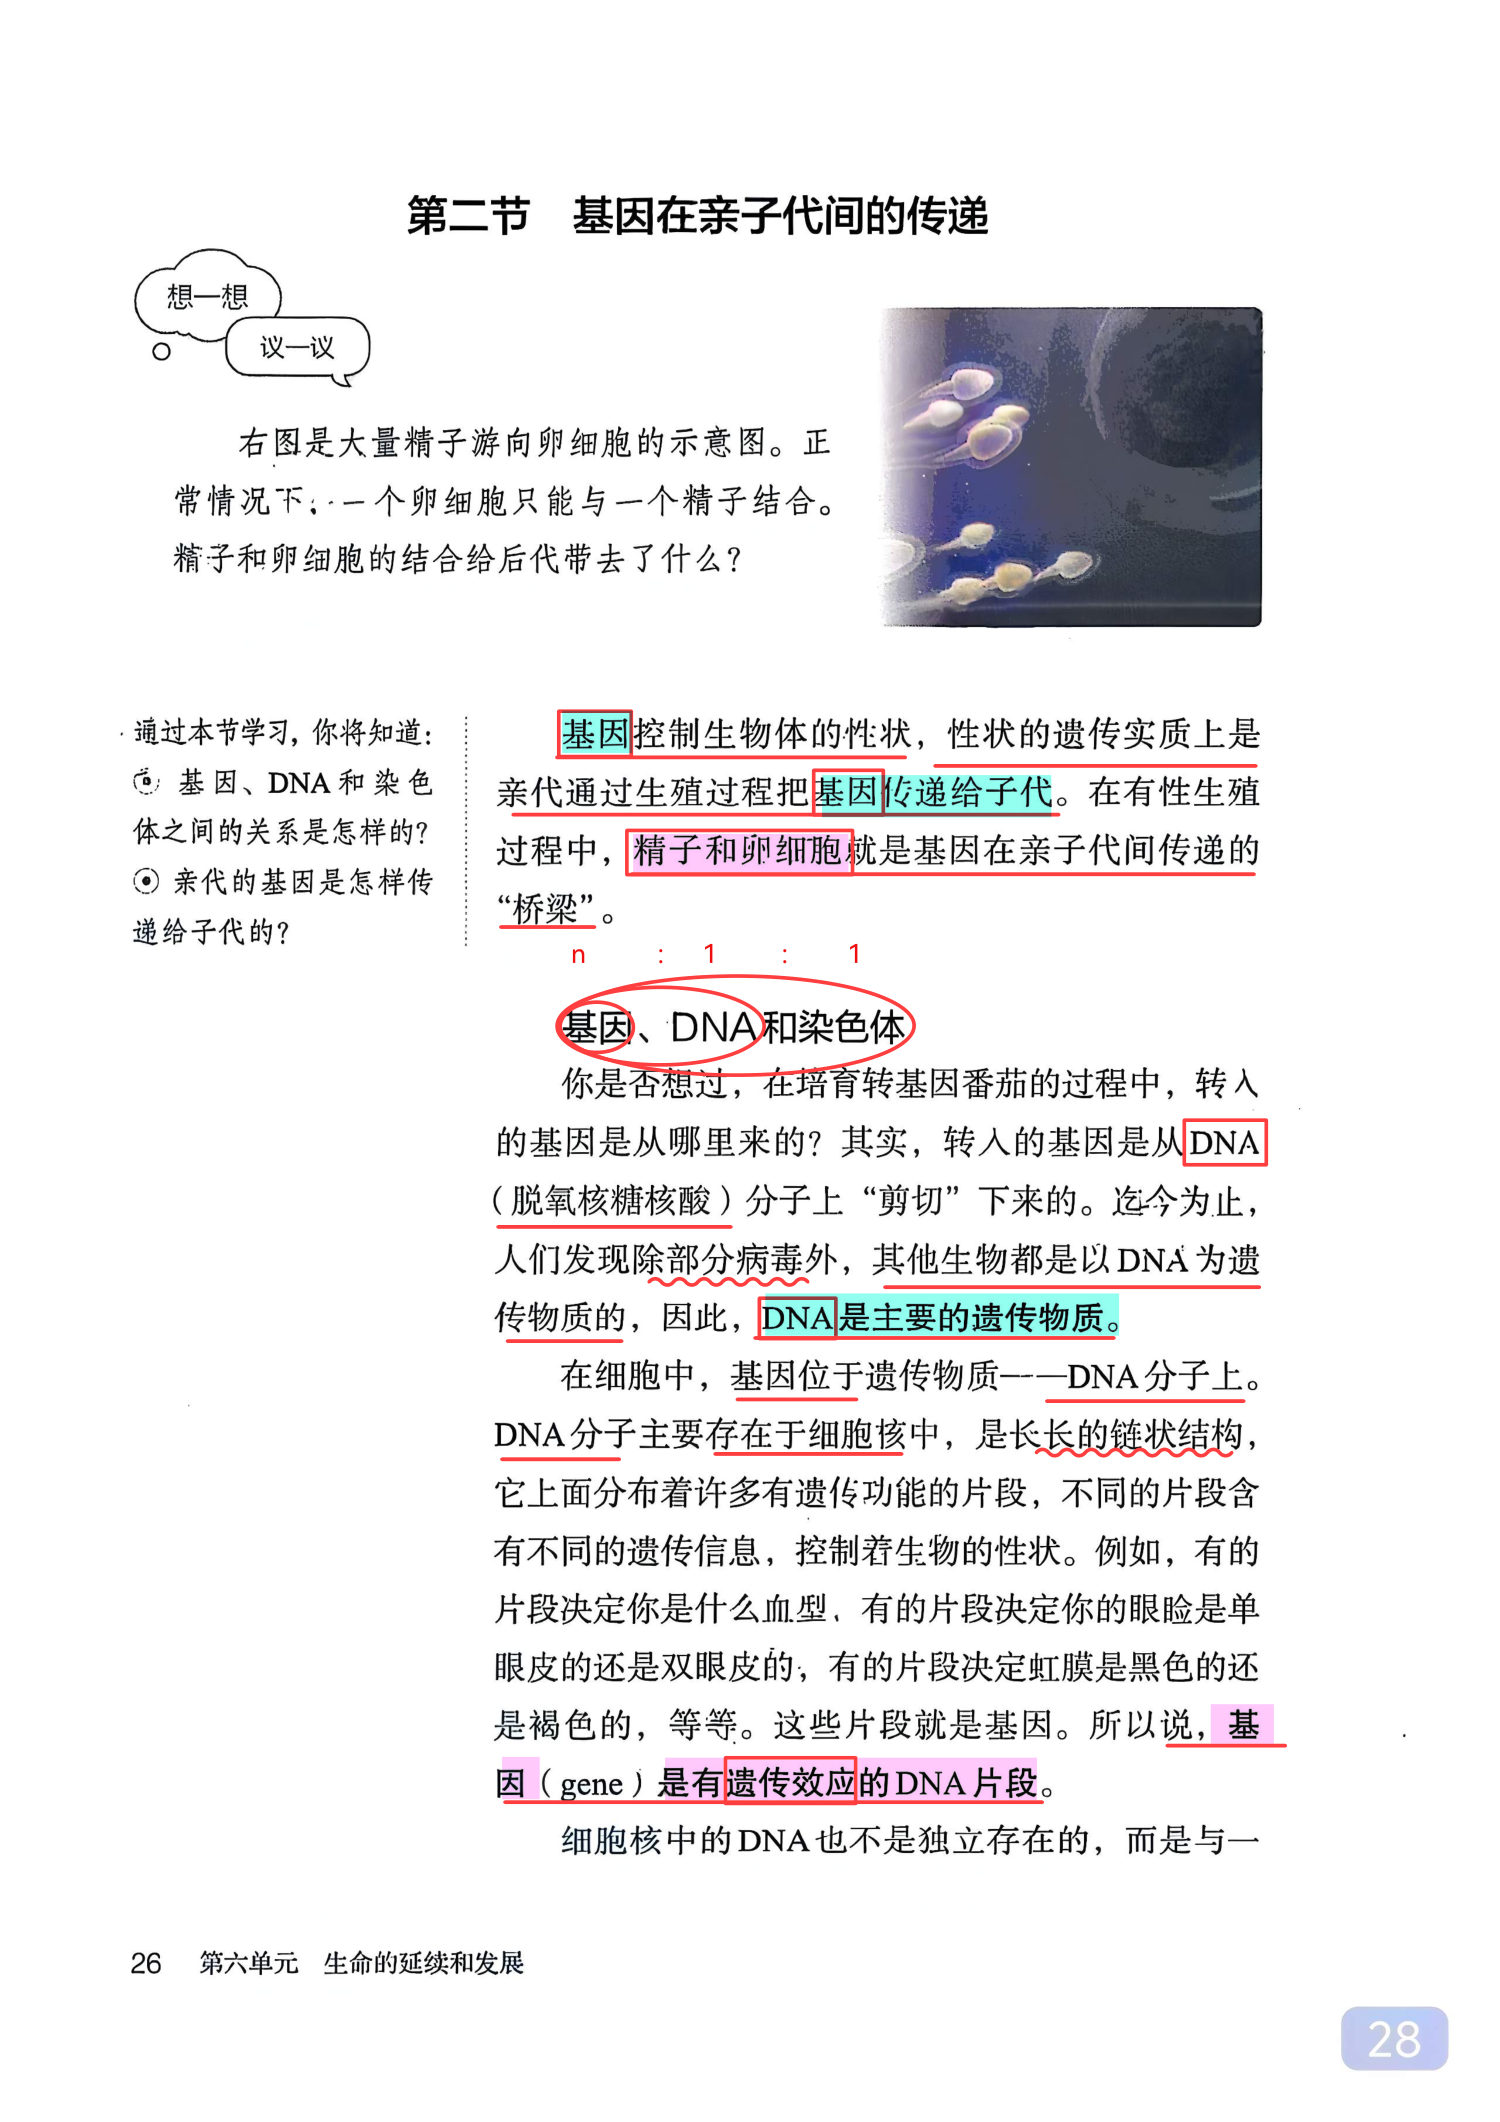 第二节 基因在亲子代间的传递
想一想
议一议
右图是大量精子游向卵细胞的示意图。正
常情况下，一个卵细胞只能与一个精子结合。
精子和卵细胞的结合给后代带去了什么？
通过本节学习，你将知道：
基因、DNA和染色
体之间的关系是怎样的？
亲代的基因是怎样传
递给子代的？
基因控制生物体的性状，性状的遗传实质上是
亲代通过生殖过程把基因传递给子代。在有性生殖
过程中，精子和卵细胞就是基因在亲子代间传递的
“桥梁”。
n : 1 : 1
基因、DNA和染色体
你是否想过，在培育转基因番茄的过程中，转入
的基因是从哪里来的？其实，转入的基因是从DNA
（脱氧核糖核酸）分子上“剪切”下来的。迄今为止，
人们发现除部分病毒外，其他生物都是以DNA为遗
传物质的，因此，DNA是主要的遗传物质。
在细胞中，基因位于遗传物质——DNA分子上。
DNA分子主要存在于细胞核中，是长长的链状结构，
它上面分布着许多有遗传功能的片段，不同的片段含
有不同的遗传信息，控制着生物的性状。例如，有的
片段决定你是什么血型，有的片段决定你的眼睑是单
眼皮的还是双眼皮的，有的片段决定虹膜是黑色的还
是褐色的，等等。这些片段就是基因。所以说，基
因（gene）是有遗传效应的DNA片段。
细胞核中的DNA也不是独立存在的，而是与一
26 第六单元 生命的延续和发展
28